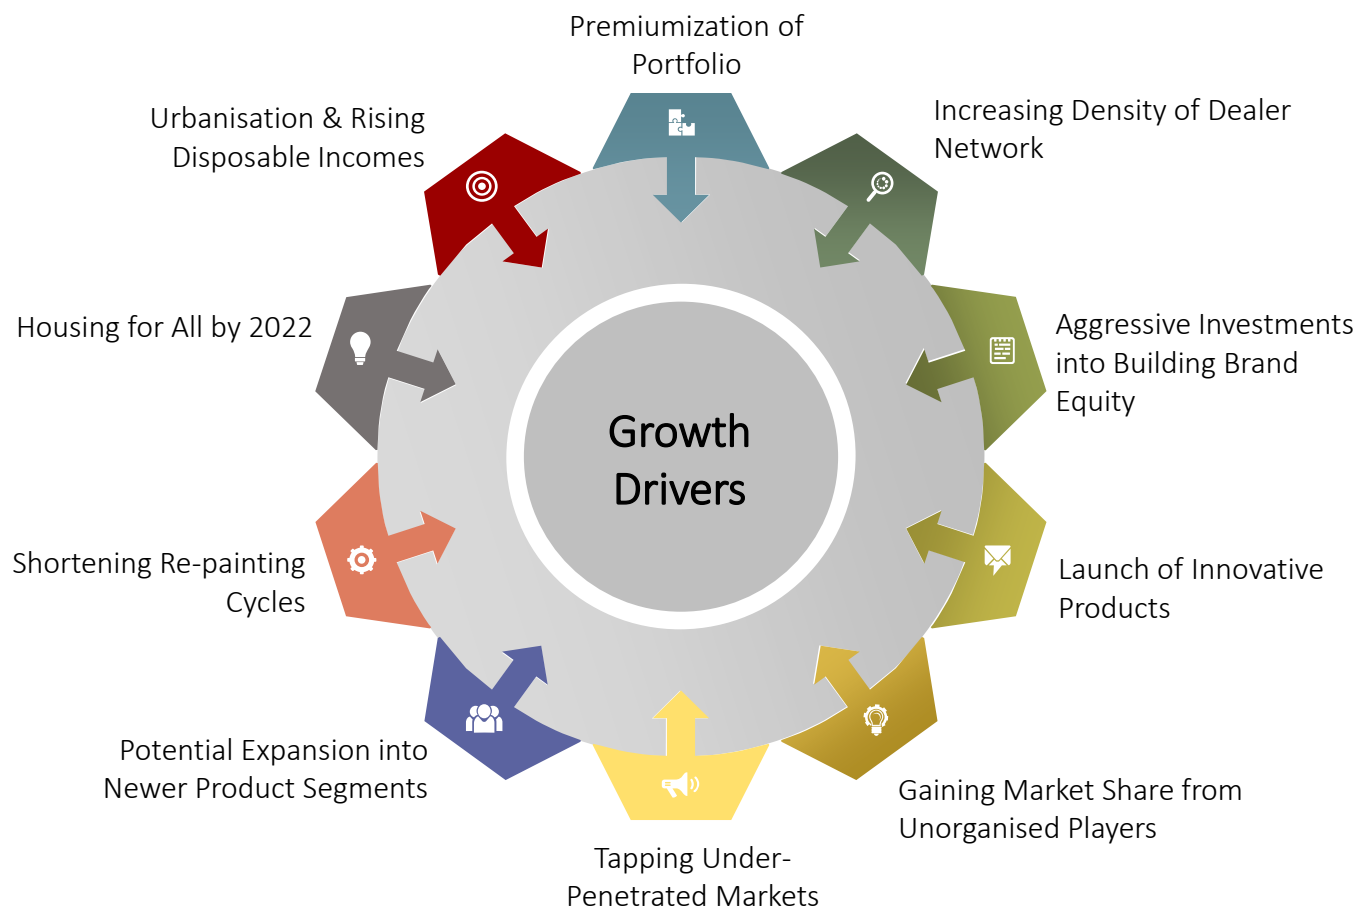 Premiumization of
Portfolio
Increasing Density of Dealer
Network
Aggressive Investments
into Building Brand
Equity
Launch of Innovative
Products
Gaining Market Share from
Unorganised Players
Tapping Under-
Penetrated Markets
Potential Expansion into
Newer Product Segments
Shortening Re-painting
Cycles
Housing for All by 2022
Urbanisation & Rising
Disposable Incomes
Growth
Drivers